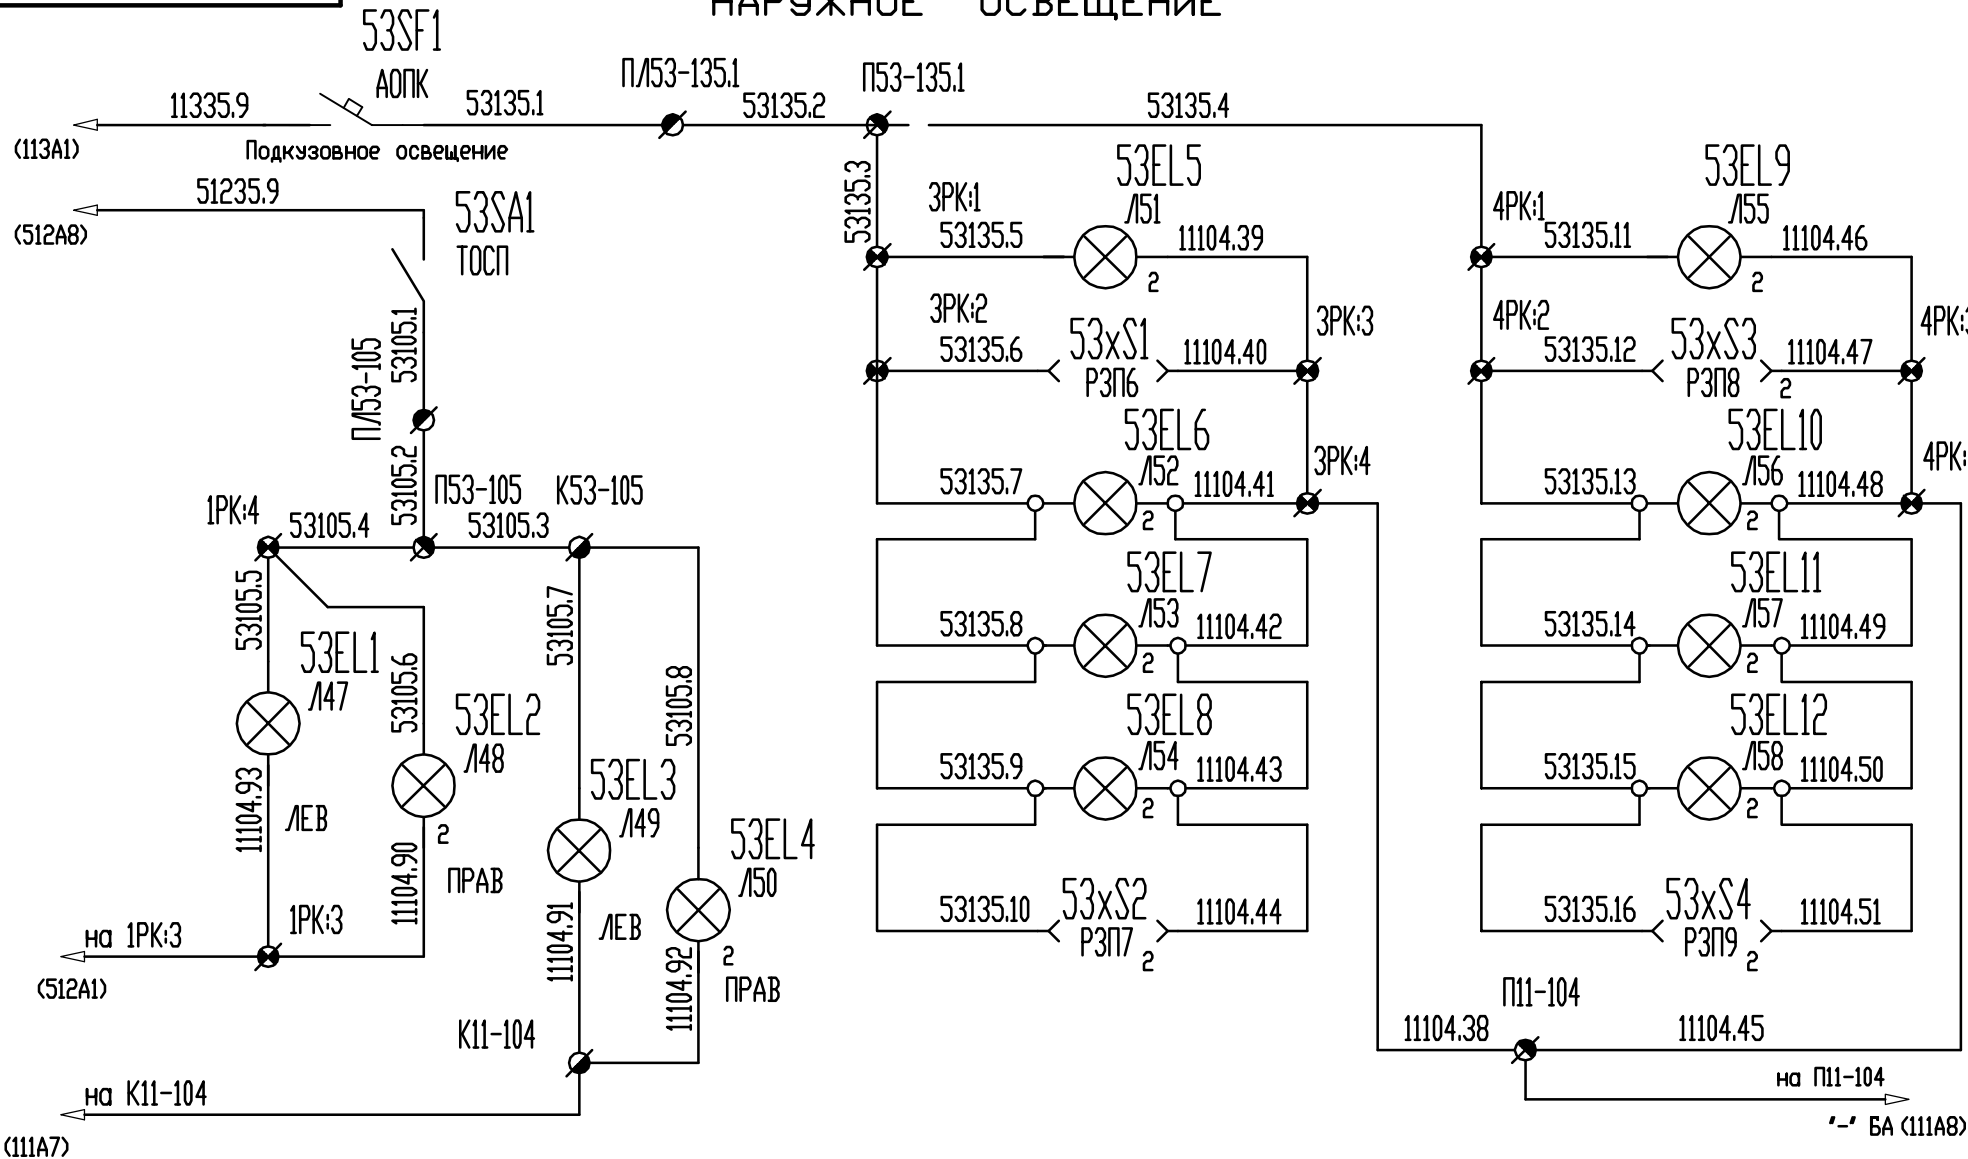 НАРУЖНОЕ ОСВЕЩЕНИЕ
53SF1
АОПК
11335.9
53135.1
ПЛ53-135.1
53135.2
П53-135.1
53135.4
(113А1)
Подкузовное освещение
51235.9
(512А8)
53SA1
ТОСП
53105.1
ПЛ53-105
53105.2
П53-105
К53-105
1РК:4
53105.4
53105.3
53105.5
53EL1
Л47
53105.6
53EL2
Л48
53105.7
53105.8
53EL3
Л49
53EL4
Л50
11104.93
ЛЕВ
11104.90
2
ПРАВ
11104.91
ЛЕВ
11104.92
2
ПРАВ
на 1РК:3
1РК:3
(512А1)
К11-104
на К11-104
(111А7)
53135.3
3РК:1
53135.5
53EL5
Л51
11104.39
2
3РК:2
53135.6
53xS1
РЗП6
11104.40
3РК:3
53EL6
Л52
53135.7
11104.41
2
3РК:4
53EL7
Л53
53135.8
11104.42
2
53EL8
Л54
53135.9
11104.43
2
53135.10
53xS2
РЗП7
11104.44
2
4РК:1
53135.11
53EL9
Л55
11104.46
2
4РК:2
53135.12
53xS3
РЗП8
11104.47
2
4РК:3
53EL10
Л56
53135.13
11104.48
2
4РК:
53EL11
Л57
53135.14
11104.49
2
53EL12
Л58
53135.15
11104.50
2
53135.16
53xS4
РЗП9
11104.51
2
П11-104
11104.38
11104.45
на П11-104
'-' БА (111А8)